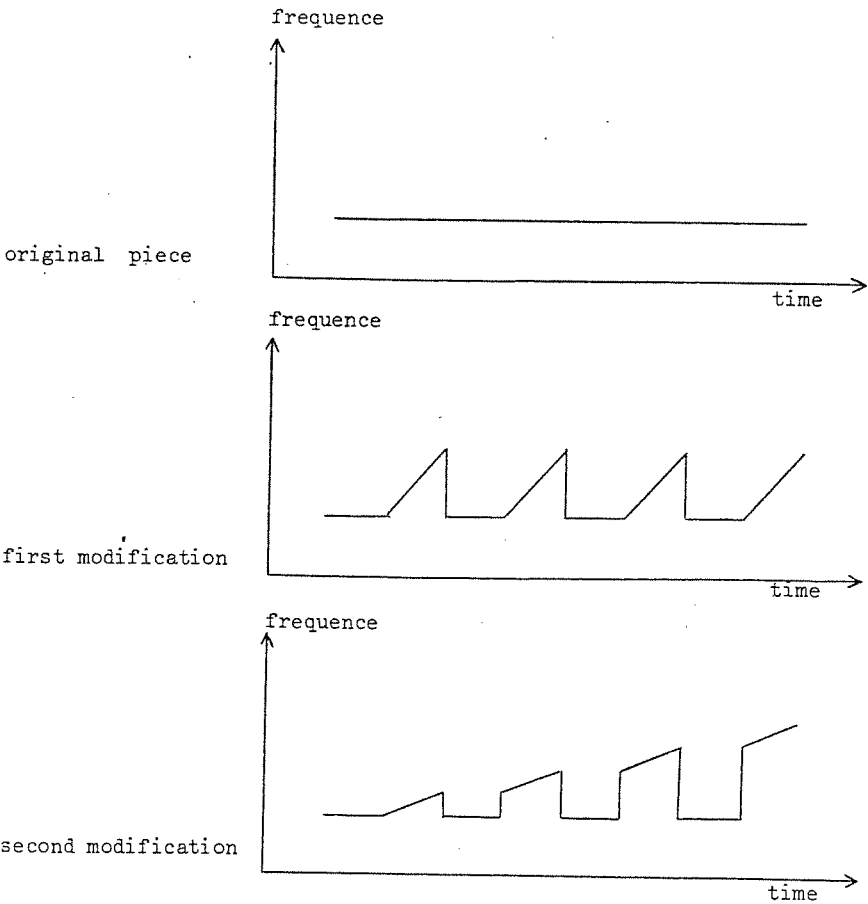 frequence
original piece
time
frequence
first modification
time
frequence
second modification
time